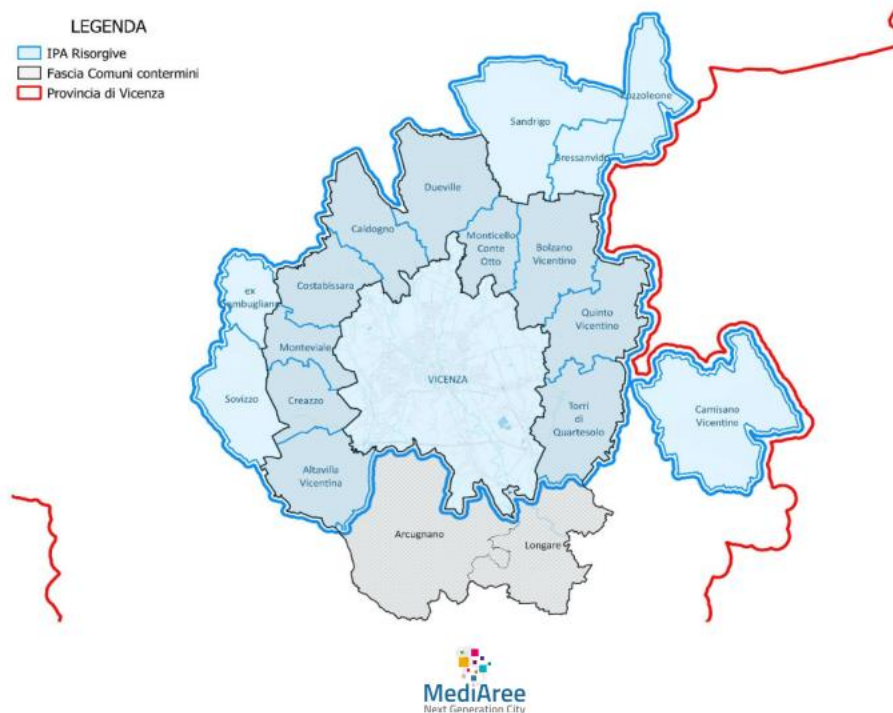 LEGENDA
IPA Risorgive
Fascia Comuni contermini
Provincia di Vicenza
Pozzoleone
Sandrigo
Bressanvido
Dueville
Caldogno
Monticello
Conte
Otto
Bolzano
Vicentino
ex
Gambugliano
Costabissara
Quinto
Vicentino
Monteviale
VICENZA
Sovizzo
Creazzo
Torri
di
Quartesolo
Camisano
Vicentino
Altavilla
Vicentina
Arcugnano
Longare
MediAree
Next Generation City